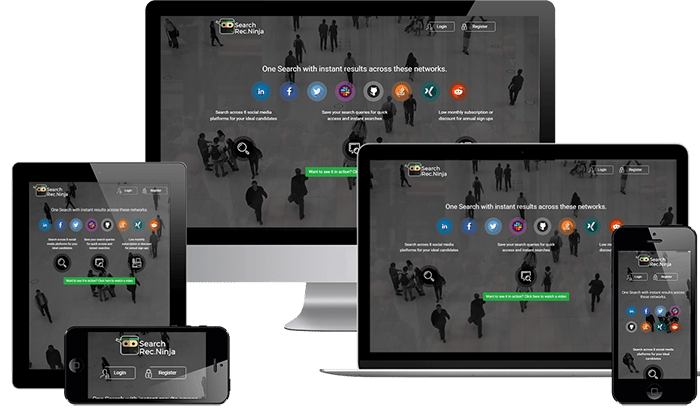 Search
Rec.Ninja
Login
Register
One Search with instant results across these networks.
Search across 8 social media
platforms for your ideal candidates
Save your search queries for quick
access and instant searches
Low monthly subscription or
discount for annual sign ups
Want to see it in action? Cli
Search
Rec.Ninja
Login
Register
One Search with instant results across these networks.
Search across 8 social media
platforms for your ideal
candidates
Save your search queries
for quick access and
instant searches
Low monthly
subscription or discount
for annual sign ups
Want to see it in action? Click here to watch a video.
Search
Rec.Ninja
Login
Register
One Search with instant results across these networks.
Search across 8 social media
platforms for your ideal candidates
Save your search queries for quick
access and instant searches
Low monthly subscription or
discount for annual sign ups
Want to see it in action? Click here to watch a video.
Search
Rec.Ninja
Login
Register
One Search with instant results across
these networks.
Search across 8 social media
platforms for your ideal
candidates
Search
Rec.Ninja
Login
Register
One Search with instant results across